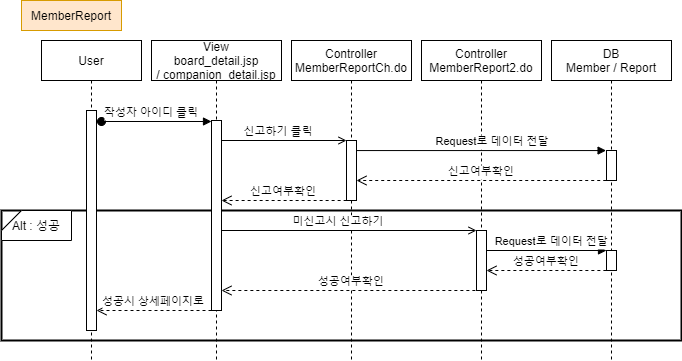 MemberReport
User
View
board_detail.jsp
/ companion_detail.jsp
Controller
MemberReportCh.do
Controller
MemberReport2.do
DB
Member / Report
작성자 아이디 클릭
신고하기 클릭
Request로 데이터 전달
신고여부확인
신고여부확인
Alt : 성공
미신고시 신고하기
Request로 데이터 전달
성공여부확인
성공여부확인
성공시 상세페이지로